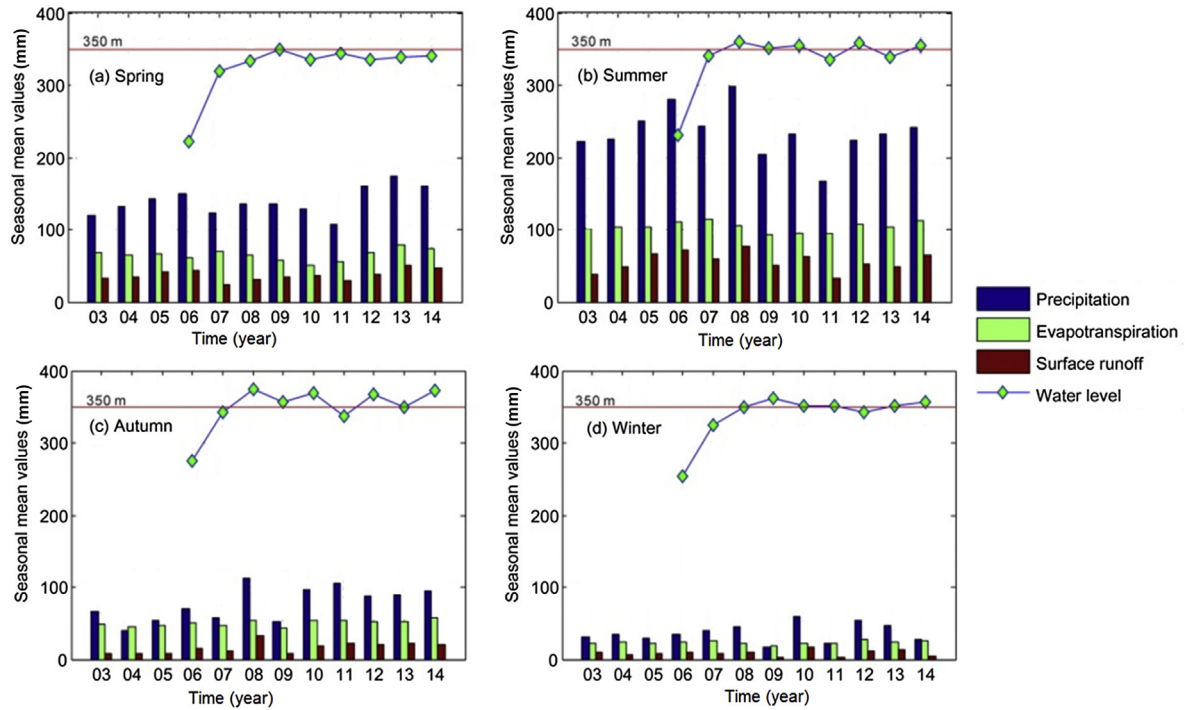 400
350 m
300
200
100
0
Seasonal mean values (mm)
(a) Spring
03 04 05 06 07 08 09 10 11 12 13 14
Time (year)
400
350 m
300
200
100
0
Seasonal mean values (mm)
(b) Summer
03 04 05 06 07 08 09 10 11 12 13 14
Time (year)
Precipitation
Evapotranspiration
Surface runoff
Water level
400
350 m
300
200
100
0
Seasonal mean values (mm)
(c) Autumn
03 04 05 06 07 08 09 10 11 12 13 14
Time (year)
400
350 m
300
200
100
0
Seasonal mean values (mm)
(d) Winter
03 04 05 06 07 08 09 10 11 12 13 14
Time (year)